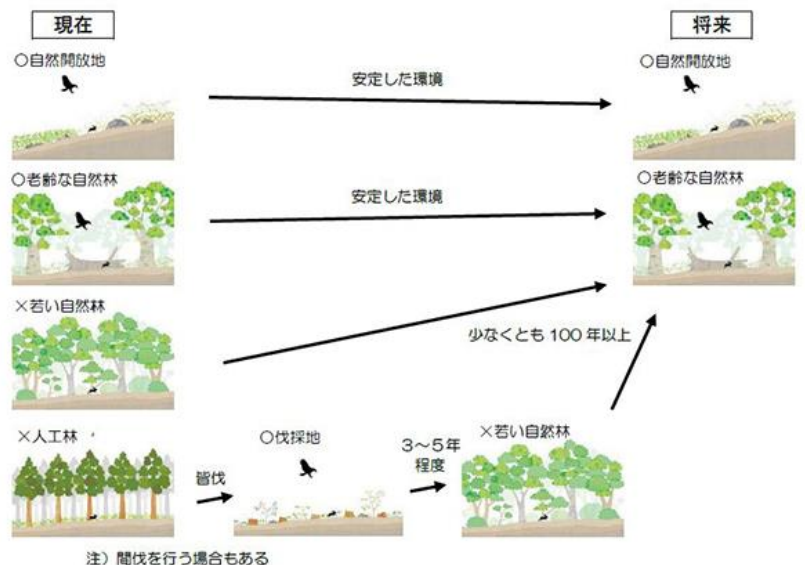 現在
将来
○自然開放地
安定した環境
○自然開放地
○老齢な自然林
安定した環境
○老齢な自然林
×若い自然林
少なくとも100年以上
×人工林
皆伐
○伐採地
3～5年
程度
×若い自然林
注）間伐を行う場合もある